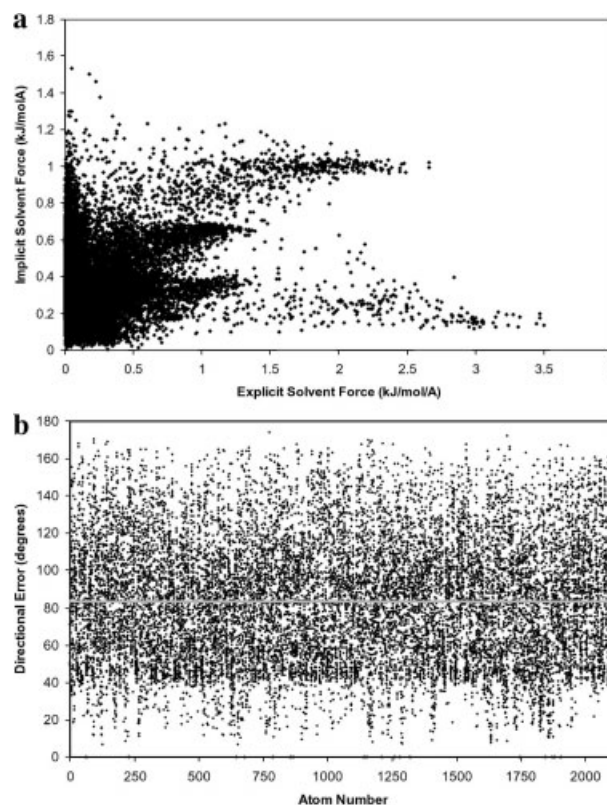 a
1.8
1.6
1.4
1.2
1
0.8
0.6
0.4
0.2
0
Implicit Solvent Force (kJ/molA)
0 0.5 1 1.5 2 2.5 3 3.5
Explicit Solvent Force (kJ/mol/A)
b
180
160
140
120
100
80
60
40
20
0
Directional Error (degrees)
0 250 500 750 1000 1250 1500 1750 2000
Atom Number